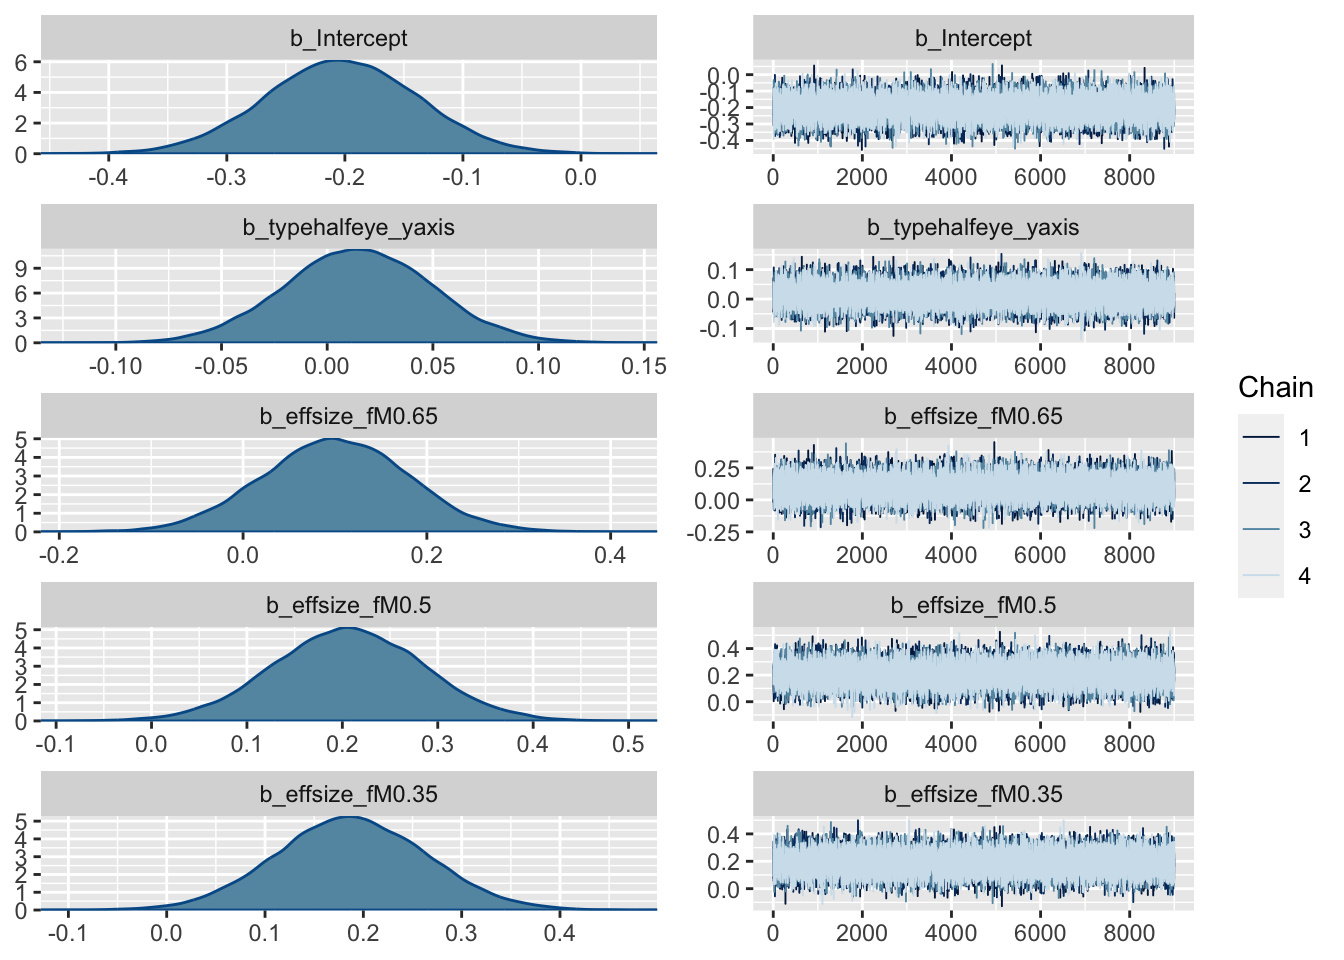 b_Intercept
6
4
2
0
-0.4 -0.3 -0.2 -0.1 0.0
b_Intercept
0.0
-0.1
-0.2
-0.3
-0.4
0 2000 4000 6000 8000
b_typehalfeye_yaxis
9
6
3
0
-0.10 -0.05 0.00 0.05 0.10 0.15
b_typehalfeye_yaxis
0.1
0.0
-0.1
0 2000 4000 6000 8000
b_effsize_fM0.65
5
4
3
2
1
0
-0.2 0.0 0.2 0.4
b_effsize_fM0.65
0.25
0.00
-0.25
0 2000 4000 6000 8000
b_effsize_fM0.5
5
4
3
2
1
0
-0.1 0.0 0.1 0.2 0.3 0.4 0.5
b_effsize_fM0.5
0.4
0.2
0.0
0 2000 4000 6000 8000
b_effsize_fM0.35
5
4
3
2
1
0
-0.1 0.0 0.1 0.2 0.3 0.4
b_effsize_fM0.35
0.4
0.2
0.0
0 2000 4000 6000 8000
Chain
1
2
3
4